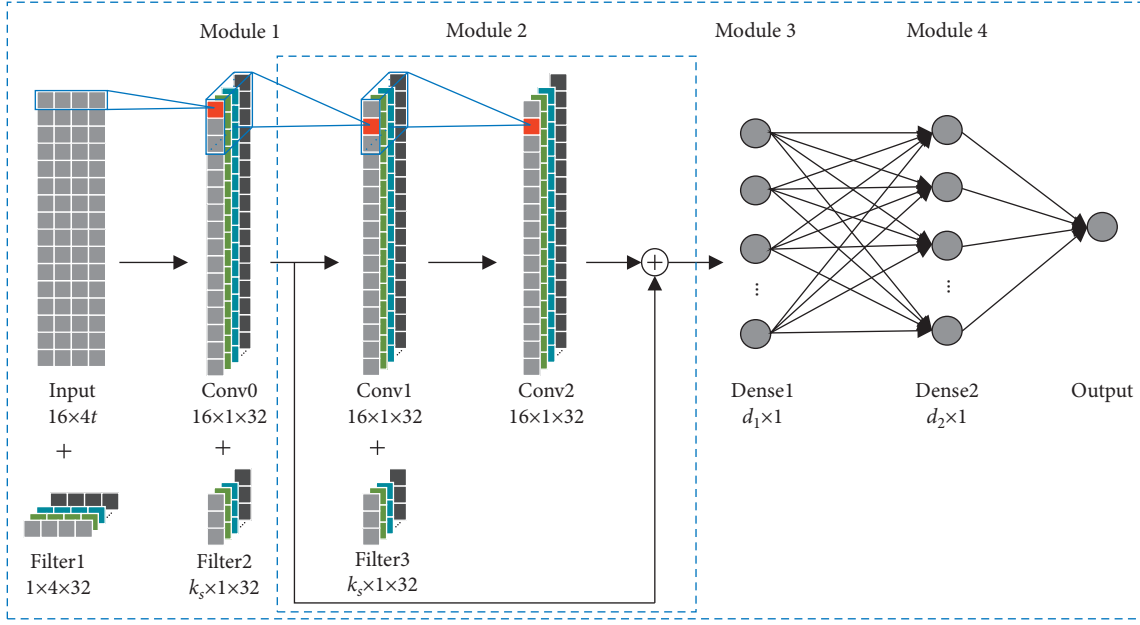 Module 1
Module 2
Module 3
Module 4
Input
16×4t
+
Filter1
1×4×32
Conv0
16×1×32
+
Filter2
kₛ×1×32
Conv1
16×1×32
+
Filter3
kₛ×1×32
Conv2
16×1×32
+
...
Dense1
d₁×1
...
Dense2
d₂×1
Output